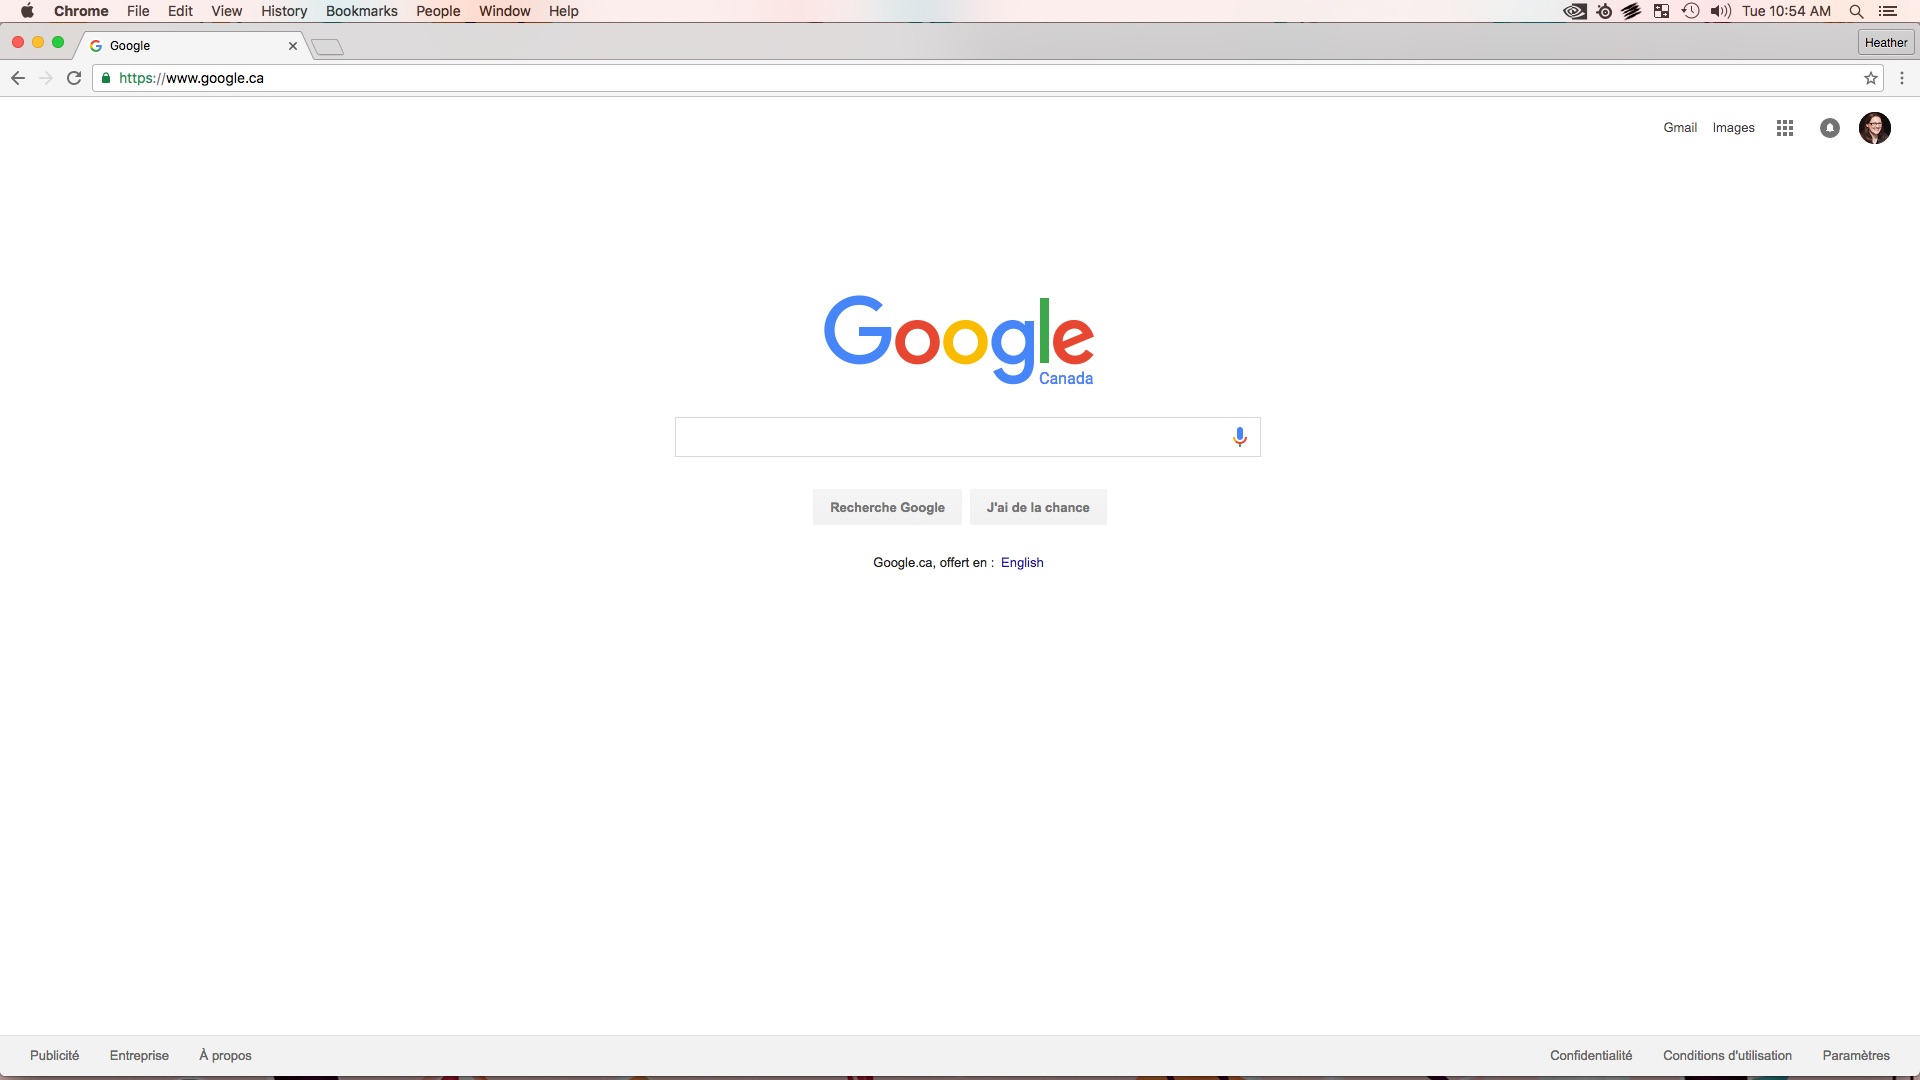 Chrome File Edit View History Bookmarks People Window Help Tue 10:54 AM
Google Heather
https://www.google.ca
Gmail Images
Google
Canada
Recherche Google J'ai de la chance
Google.ca, offert en : English
Publicité Entreprise À propos Confidentialité Conditions d'utilisation Paramètres